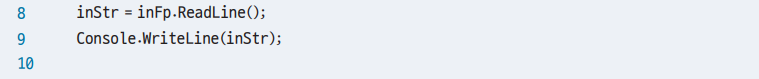 8 inStr = inFp.ReadLine();
9 Console.WriteLine(inStr);
10